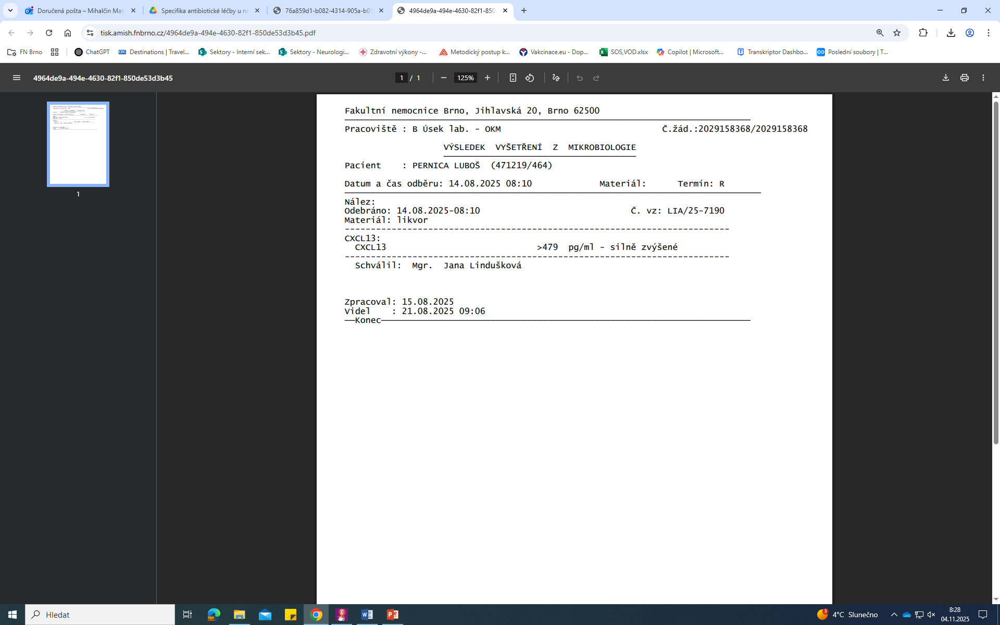 Doručená pošta – Mihalčin Mat
Specifika antibiotické léčby u ne
76a859d1-b082-4314-905a-b01
4964de9a-494e-4630-82f1-850
tisk.amish.fnbrno.cz/4964de9a-494e-4630-82f1-850de53d3b45.pdf
FN Brno
ChatGPT
Destinations | Travel...
Sektory - Interní sek...
Sektory - Neurologi...
Zdravotní výkony -...
Metodický postup k...
Vakcinace.eu - Dop...
SOS,VOD.xlsx
Copilot | Microsoft...
Transkriptor Dashbo...
Poslední soubory | T...
4964de9a-494e-4630-82f1-850de53d3b45
1 / 1
125%
1
Fakultní nemocnice Brno, Jihlavská 20, Brno 62500
Pracoviště : B Úsek lab. - OKM Č.žád.:2029158368/2029158368
VÝSLEDEK VYŠETŘENÍ Z MIKROBIOLOGIE
Pacient : PERNICA LUBOŠ (471219/464)
Datum a čas odběru: 14.08.2025 08:10 Materiál: Termín: R
Nález:
Odebráno: 14.08.2025-08:10 Č. vz: LIA/25-7190
Materiál: likvor
CXCL13:
CXCL13 >479 pg/ml - silně zvýšené
Schválil: Mgr. Jana Lindušková
Zpracoval: 15.08.2025
Videl : 21.08.2025 09:06
Konec
Hledat
3
4°C Slunečno
8:28
04.11.2025